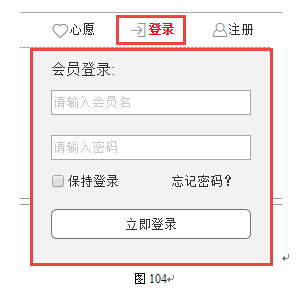 心愿 登录 注册
会员登录:
请输入会员名
请输入密码
保持登录 忘记密码？
立即登录
图 104